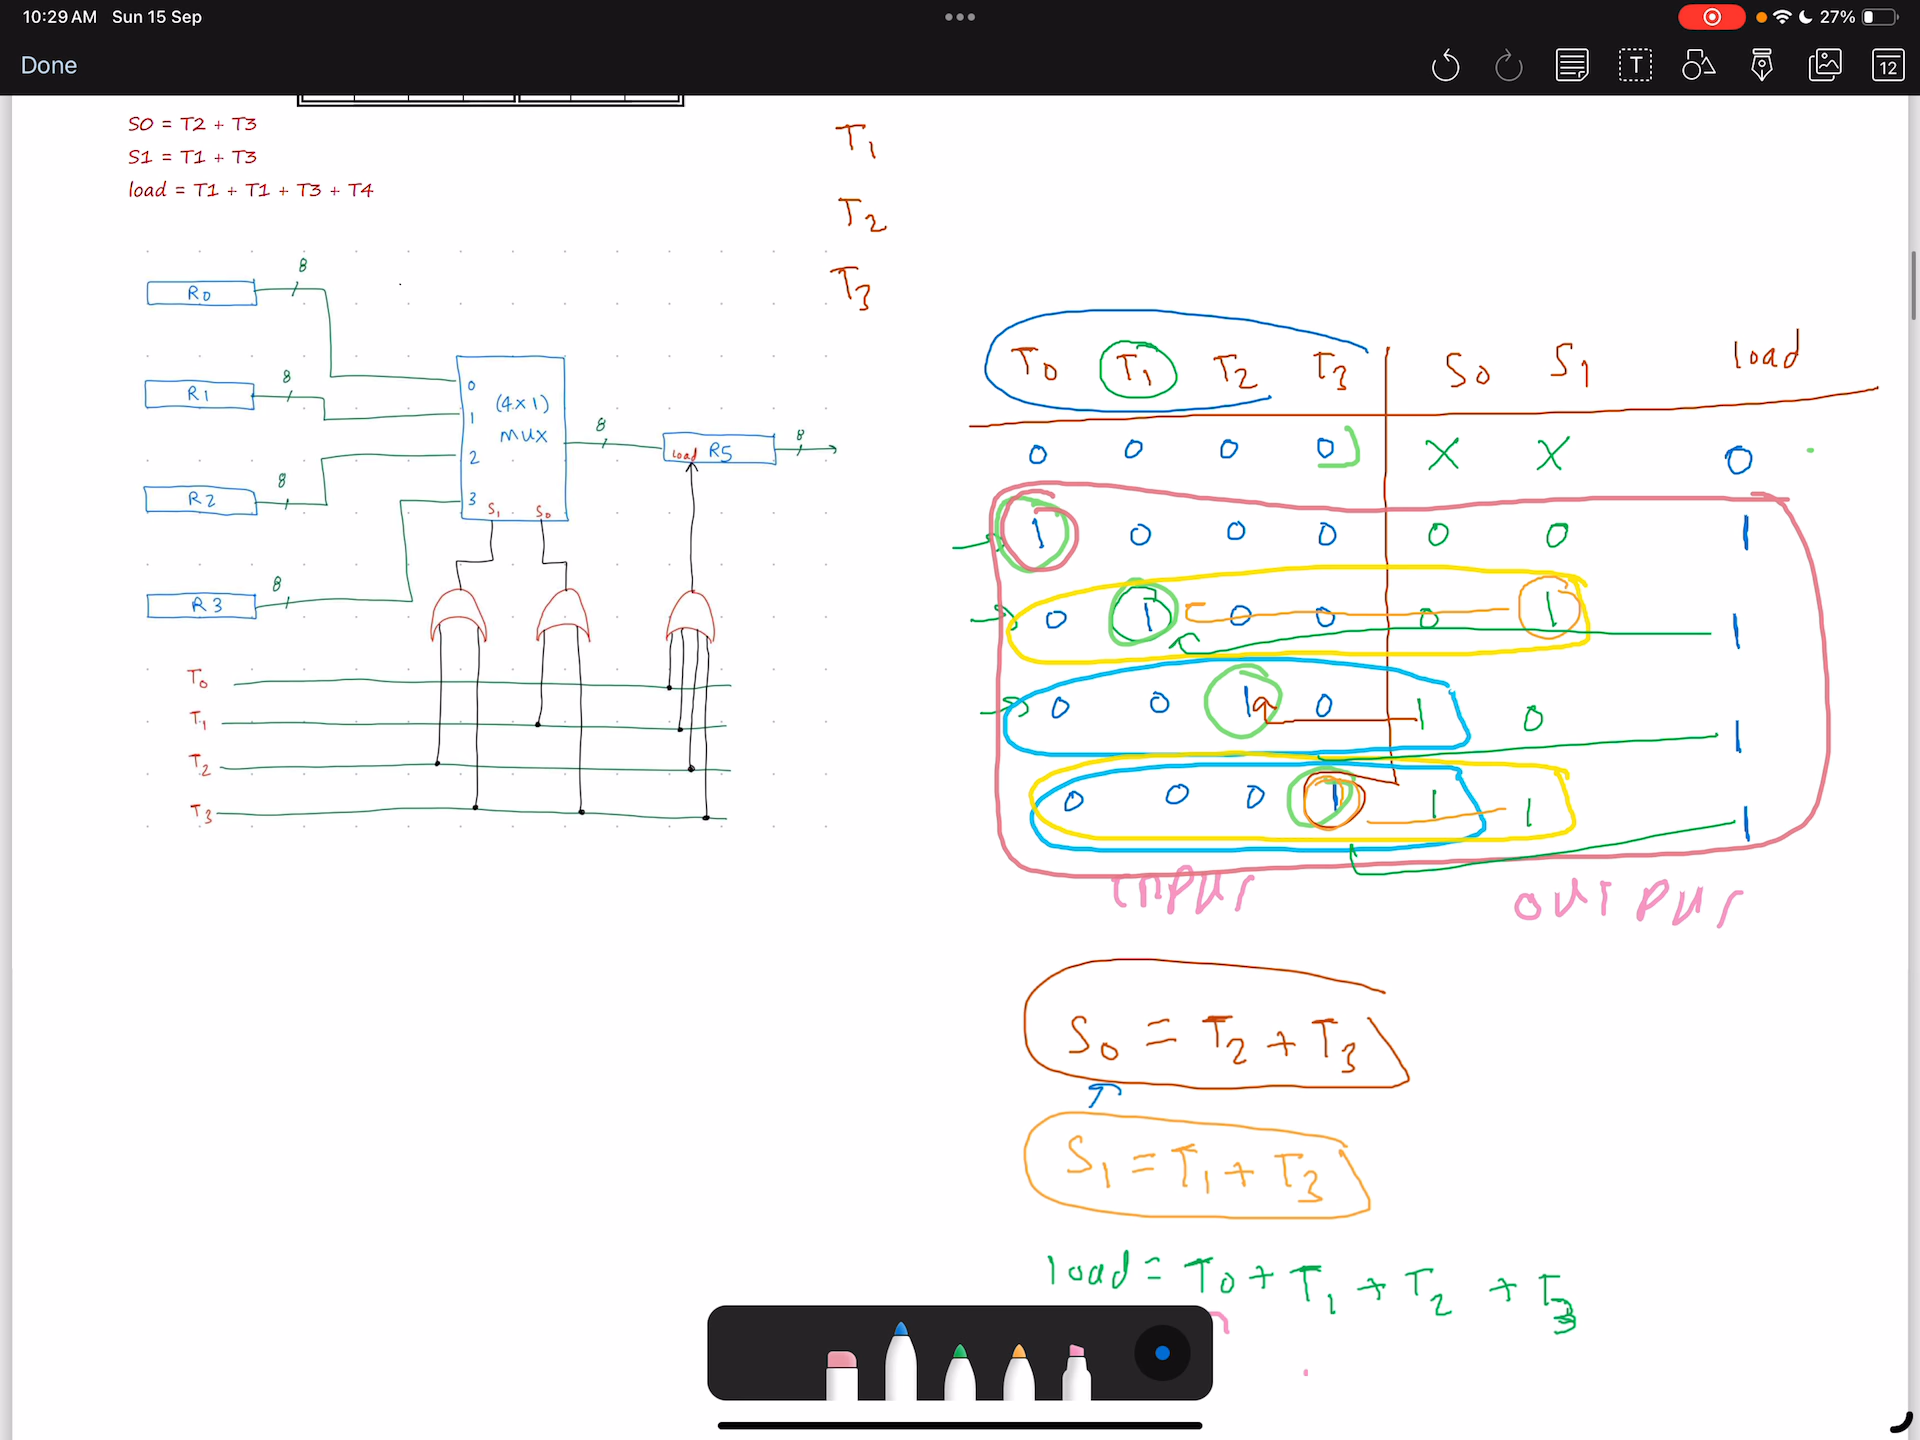 10:29 AM Sun 15 Sep
27%
Done
T
12
S0 = T2 + T3
S1 = T1 + T3
load = T1 + T1 + T3 + T4
T1
T2
T3
R0
8
R1
8
R2
8
R3
8
0
1
2
3
(4x1)
MUX
S1 S0
8
load R5
8
T0
T1
T2
T3
T0 T1 T2 T3 S0 S1 load
0 0 0 0 X X 0
1 0 0 0 0 0 1
0 1 0 0 0 1 1
0 0 1 0 1 0 1
0 0 0 1 1 1 1
INPUT OUTPUT
S0 = T2 + T3
S1 = T1 + T3
load = T0 + T1 + T2 + T3